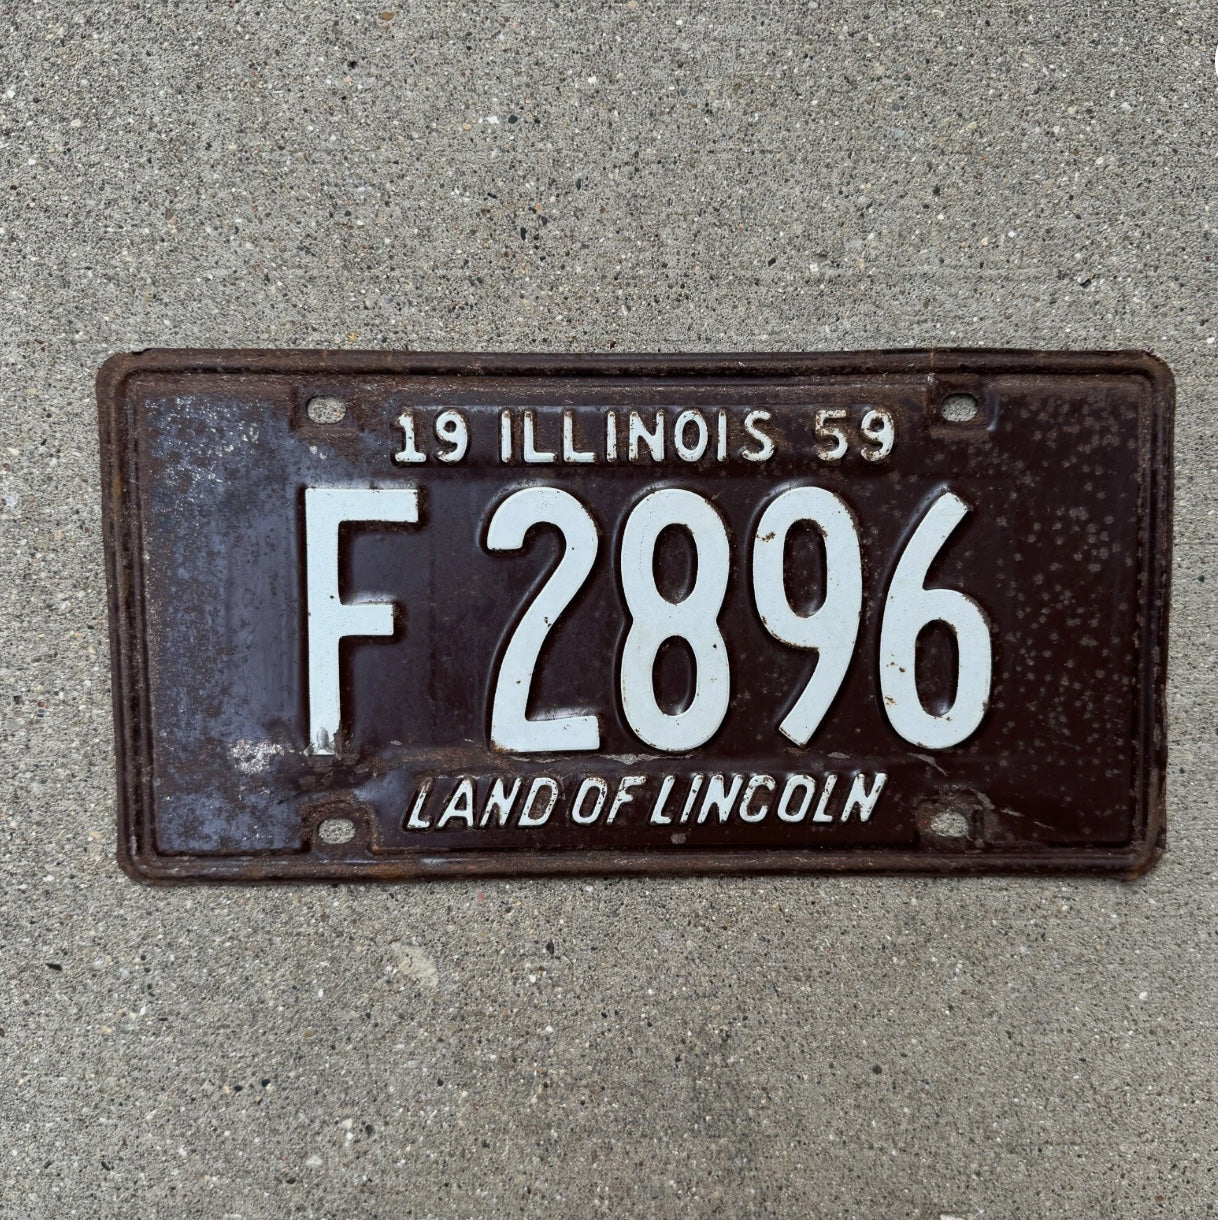 19 ILLINOIS 59
F 2896
LAND OF LINCOLN